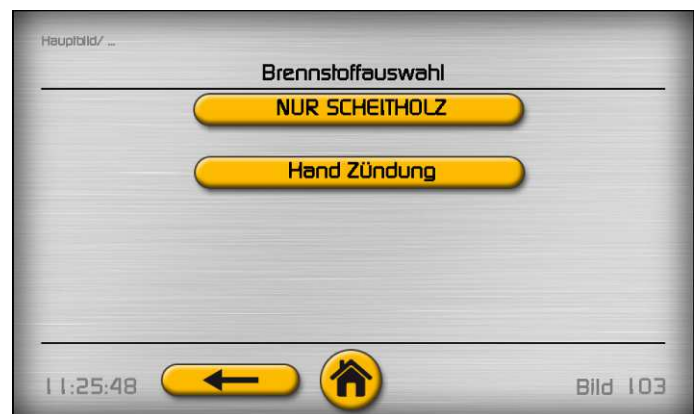 Hauptbild/ ...
Brennstoffauswahl
NUR SCHEITHOLZ
Hand Zündung
11:25:48
Bild 103